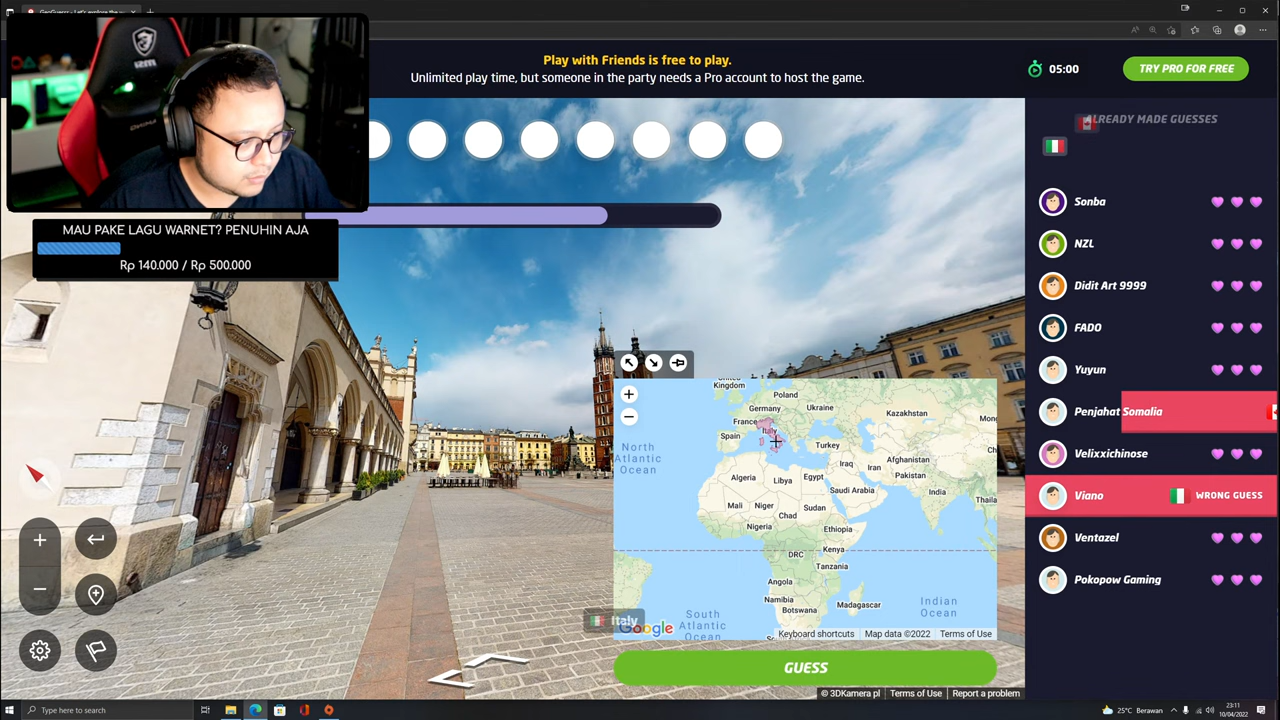 Play with Friends is free to play.
Unlimited play time, but someone in the party needs a Pro account to host the game.
05:00
TRY PRO FOR FREE
MAU PAKE LAGU WARNET? PENUHIN AJA
Rp 140.000 / Rp 500.000
ALREADY MADE GUESSES
Sonba
NZL
Didit Art 9999
FADO
Yuyun
Penjahat Somalia
Velixxichinose
Viano
WRONG GUESS
Ventazel
Pokopow Gaming
United
Kingdom
Poland
Germany
Ukraine
Kazakhstan
France
Italy
Spain
Turkey
North
Atlantic
Ocean
Iraq
Iran
Afghanistan
Pakistan
Algeria
Libya
Egypt
Saudi Arabia
India
Thaila
Mali
Niger
Chad
Sudan
Nigeria
Ethiopia
DRC
Kenya
Tanzania
Angola
Namibia
Botswana
Madagascar
Indian
Ocean
South
Atlantic
Ocean
Italy
Google
Keyboard shortcuts
Map data ©2022
Terms of Use
GUESS
© 3DKamera pl
Terms of Use
Report a problem
Type here to search
25°C Berawan
23:11
10/04/2022